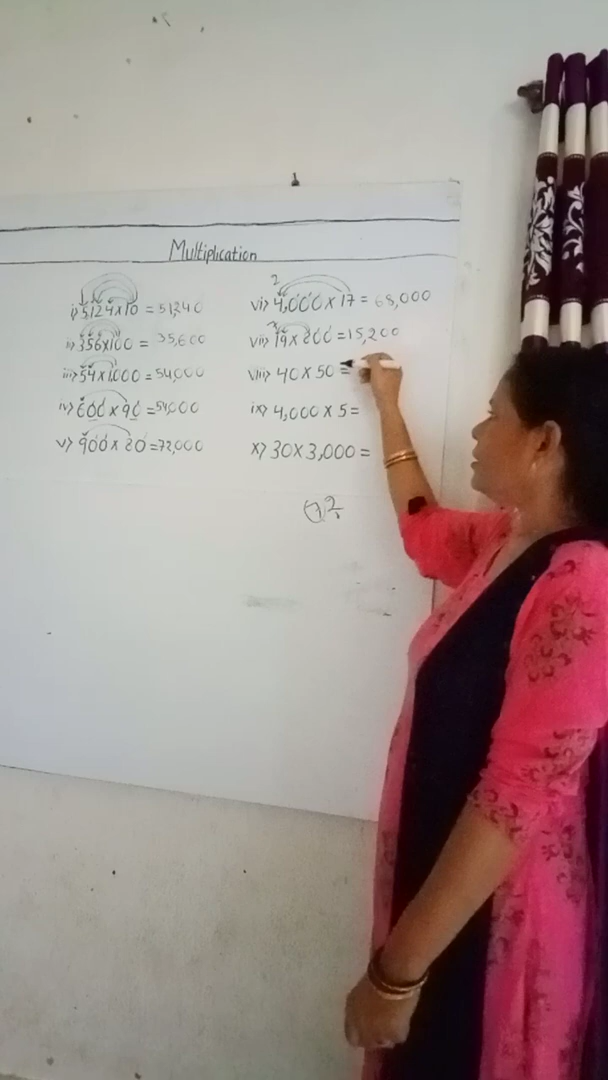 Multiplication
i) 5124×10 = 51240
ii) 356×100 = 35,600
iii) 54×1000 = 54,000
iv) 600 × 90 = 54,000
v) 900 × 80 = 72,000
2
vi) 4,000 × 17 = 68,000
vii) 19 × 800 = 15,200
viii) 40 × 50 =
ix) 4,000 × 5 =
x) 30 × 3,000 =